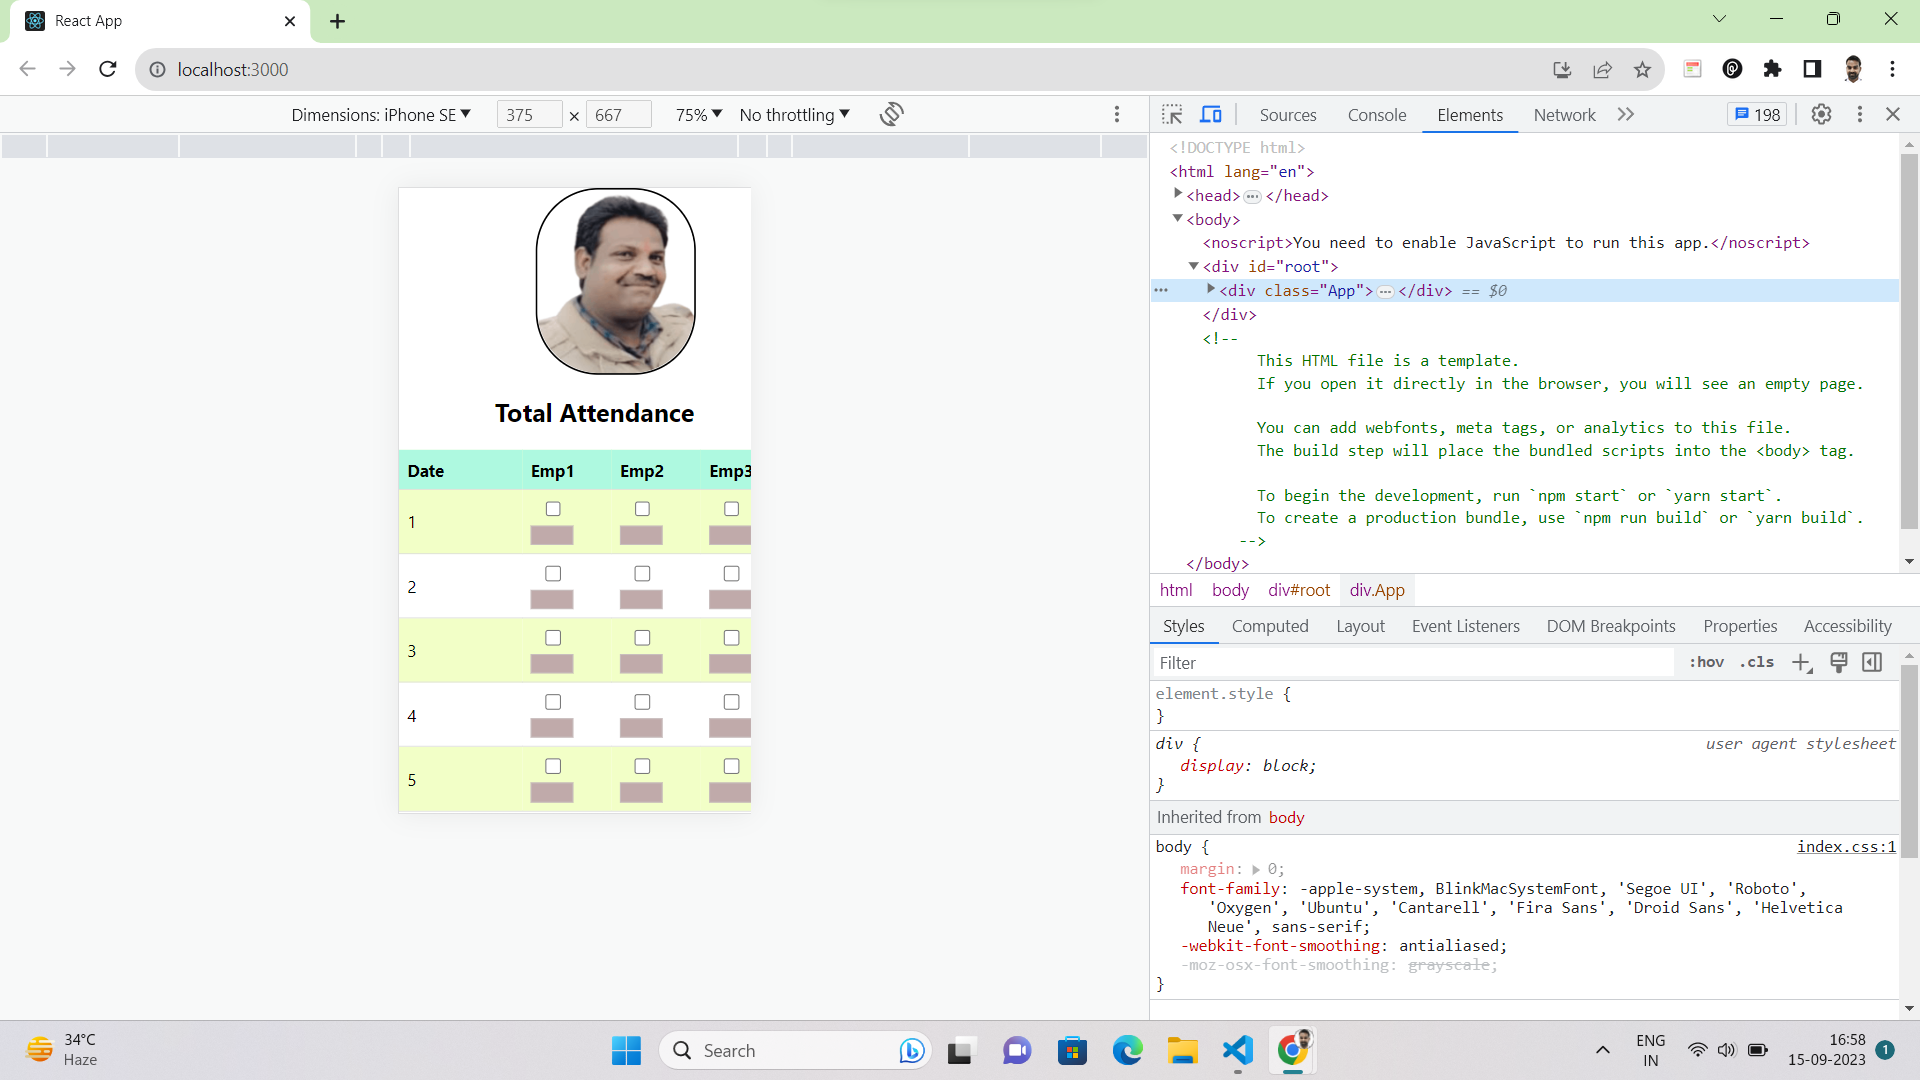 React App
localhost:3000
Dimensions: iPhone SE 375 × 667 75% No throttling
Total Attendance
Date Emp1 Emp2 Emp3
1
2
3
4
5
Sources Console Elements Network 198
<!DOCTYPE html>
<html lang="en">
<head> ••• </head>
<body>
<noscript>You need to enable JavaScript to run this app.</noscript>
<div id="root">
••• <div class="App"> ••• </div> == $0
</div>
<!--
This HTML file is a template.
If you open it directly in the browser, you will see an empty page.
You can add webfonts, meta tags, or analytics to this file.
The build step will place the bundled scripts into the <body> tag.
To begin the development, run `npm start` or `yarn start`.
To create a production bundle, use `npm run build` or `yarn build`.
-->
</body>
html body div#root div.App
Styles Computed Layout Event Listeners DOM Breakpoints Properties Accessibility
Filter :hov .cls
element.style {
}
div { user agent stylesheet
display: block;
}
Inherited from body
body { index.css:1
margin: 0;
font-family: -apple-system, BlinkMacSystemFont, 'Segoe UI', 'Roboto',
'Oxygen', 'Ubuntu', 'Cantarell', 'Fira Sans', 'Droid Sans', 'Helvetica
Neue', sans-serif;
-webkit-font-smoothing: antialiased;
-moz-osx-font-smoothing: grayscale;
}
34°C
Haze
Search
ENG
IN
16:58
15-09-2023
1